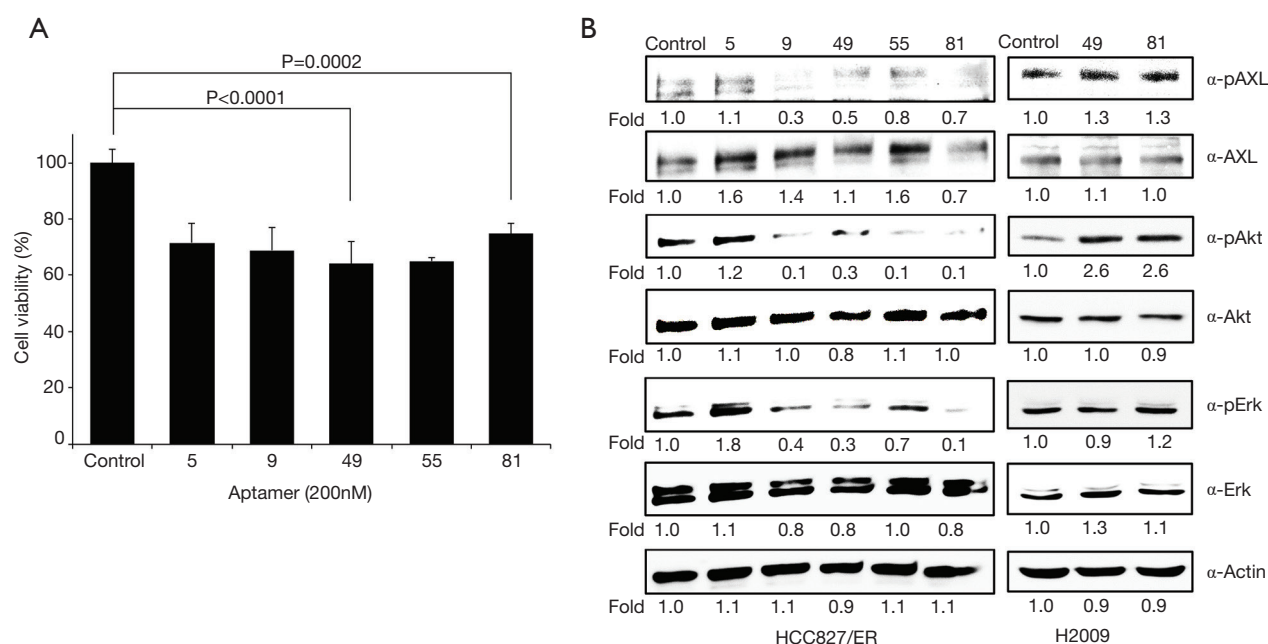 A
P=0.0002
P<0.0001
Cell viability (%)
100
80
60
40
20
0
Control 5 9 49 55 81
Aptamer (200nM)
B
Control 5 9 49 55 81 Control 49 81
α-pAXL
Fold 1.0 1.1 0.3 0.5 0.8 0.7 1.0 1.3 1.3
α-AXL
Fold 1.0 1.6 1.4 1.1 1.6 0.7 1.0 1.1 1.0
α-pAkt
Fold 1.0 1.2 0.1 0.3 0.1 0.1 1.0 2.6 2.6
α-Akt
Fold 1.0 1.1 1.0 0.8 1.1 1.0 1.0 1.0 0.9
α-pErk
Fold 1.0 1.8 0.4 0.3 0.7 0.1 1.0 0.9 1.2
α-Erk
Fold 1.0 1.1 0.8 0.8 1.0 0.8 1.0 1.3 1.1
α-Actin
Fold 1.0 1.1 1.1 0.9 1.1 1.1 1.0 0.9 0.9
HCC827/ER H2009